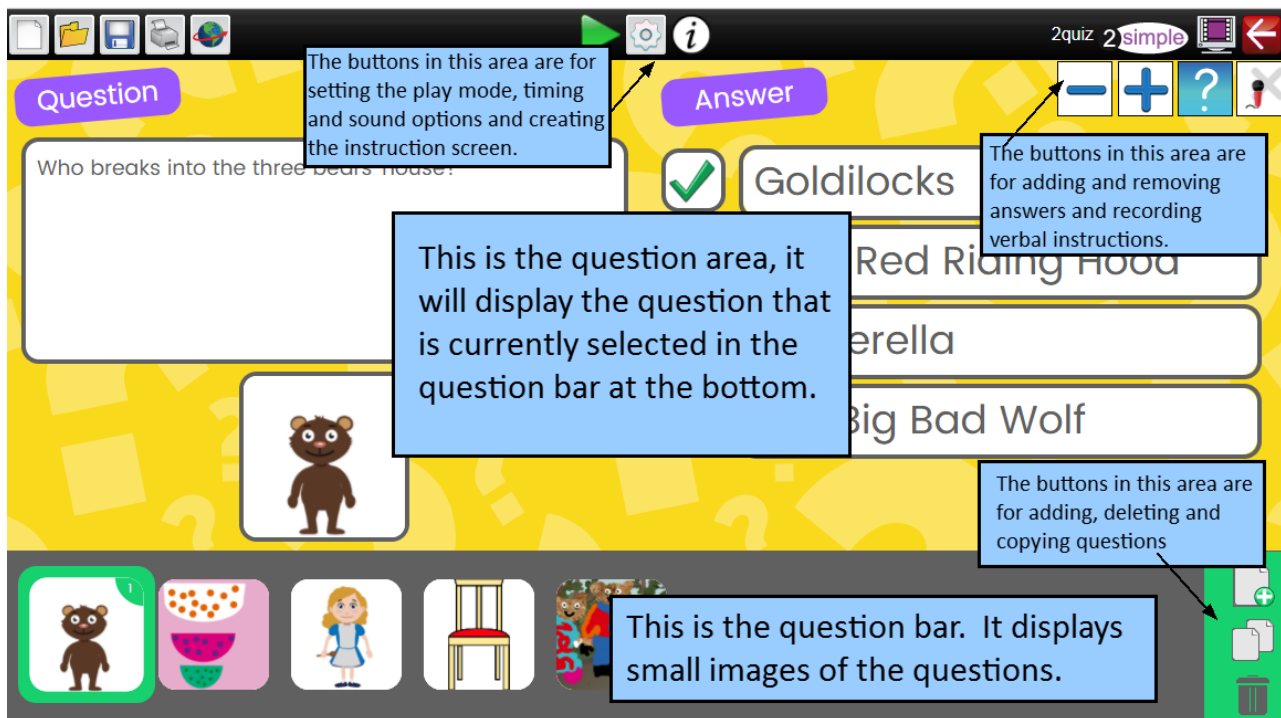 2quiz 2simple
The buttons in this area are for
setting the play mode, timing
and sound options and creating
the instruction screen.
Question
Answer
Who breaks into the three bears' house?
Goldilocks
The buttons in this area are
for adding and removing
answers and recording
verbal instructions.
This is the question area, it
will display the question that
is currently selected in the
question bar at the bottom.
Red Riding Hood
erella
Big Bad Wolf
The buttons in this area are
for adding, deleting and
copying questions
1
This is the question bar. It displays
small images of the questions.